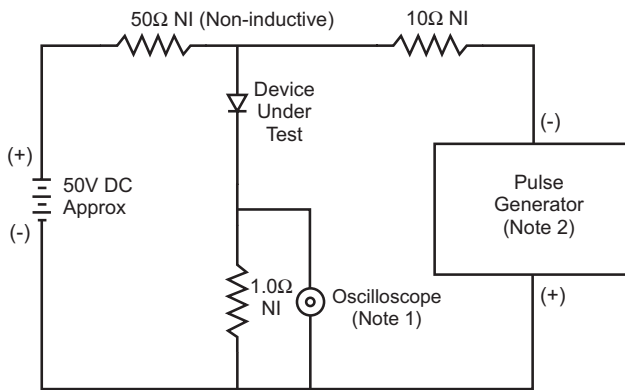 50Ω NI (Non-inductive)
10Ω NI
Device
Under
Test
(+)
50V DC
Approx
(-)
1.0Ω
NI
Oscilloscope
(Note 1)
(-)
Pulse
Generator
(Note 2)
(+)